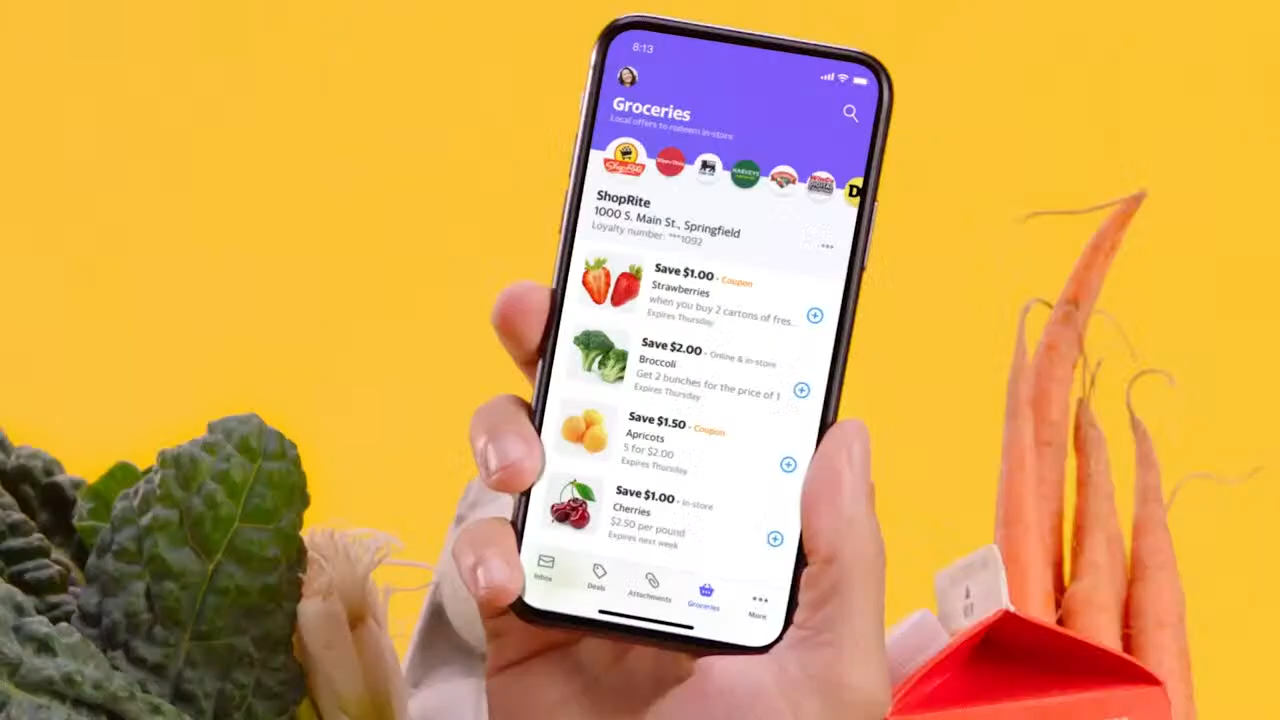 8:13
Groceries
Local offers to redeem in-store
ShopRite
HARVEYS
D
ShopRite
1000 S. Main St., Springfield
Loyalty number: ***1092
Save $1.00 - Coupon
Strawberries
when you buy 2 cartons of fres...
Expires Thursday
Save $2.00 - Online & in-store
Broccoli
Get 2 bunches for the price of 1
Expires Thursday
Save $1.50 - Coupon
Apricots
5 for $2.00
Expires Thursday
Save $1.00 - In-store
Cherries
$2.50 per pound
Expires next week
Inbox
Deals
Attachments
Groceries
More